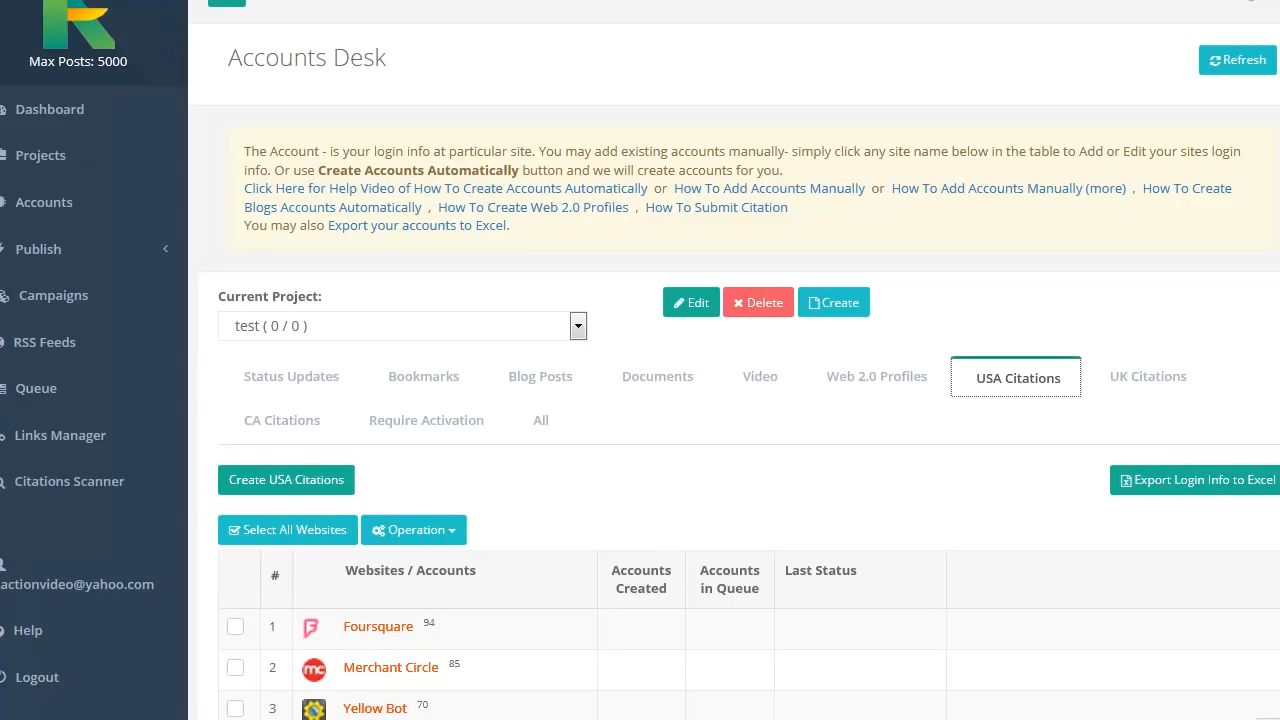 Max Posts: 5000
Dashboard
Projects
Accounts
Publish
Campaigns
RSS Feeds
Queue
Links Manager
Citations Scanner
actionvideo@yahoo.com
Help
Logout
Accounts Desk
Refresh
The Account - is your login info at particular site. You may add existing accounts manually- simply click any site name below in the table to Add or Edit your sites login
info. Or use Create Accounts Automatically button and we will create accounts for you.
Click Here for Help Video of How To Create Accounts Automatically or How To Add Accounts Manually or How To Add Accounts Manually (more) , How To Create
Blogs Accounts Automatically , How To Create Web 2.0 Profiles , How To Submit Citation
You may also Export your accounts to Excel.
Current Project:
Edit Delete Create
test ( 0 / 0 )
Status Updates Bookmarks Blog Posts Documents Video Web 2.0 Profiles USA Citations UK Citations
CA Citations Require Activation All
Create USA Citations Export Login Info to Excel
Select All Websites Operation
# Websites / Accounts Accounts Created Accounts in Queue Last Status
1 Foursquare 94
2 mc Merchant Circle 85
3 Yellow Bot 70